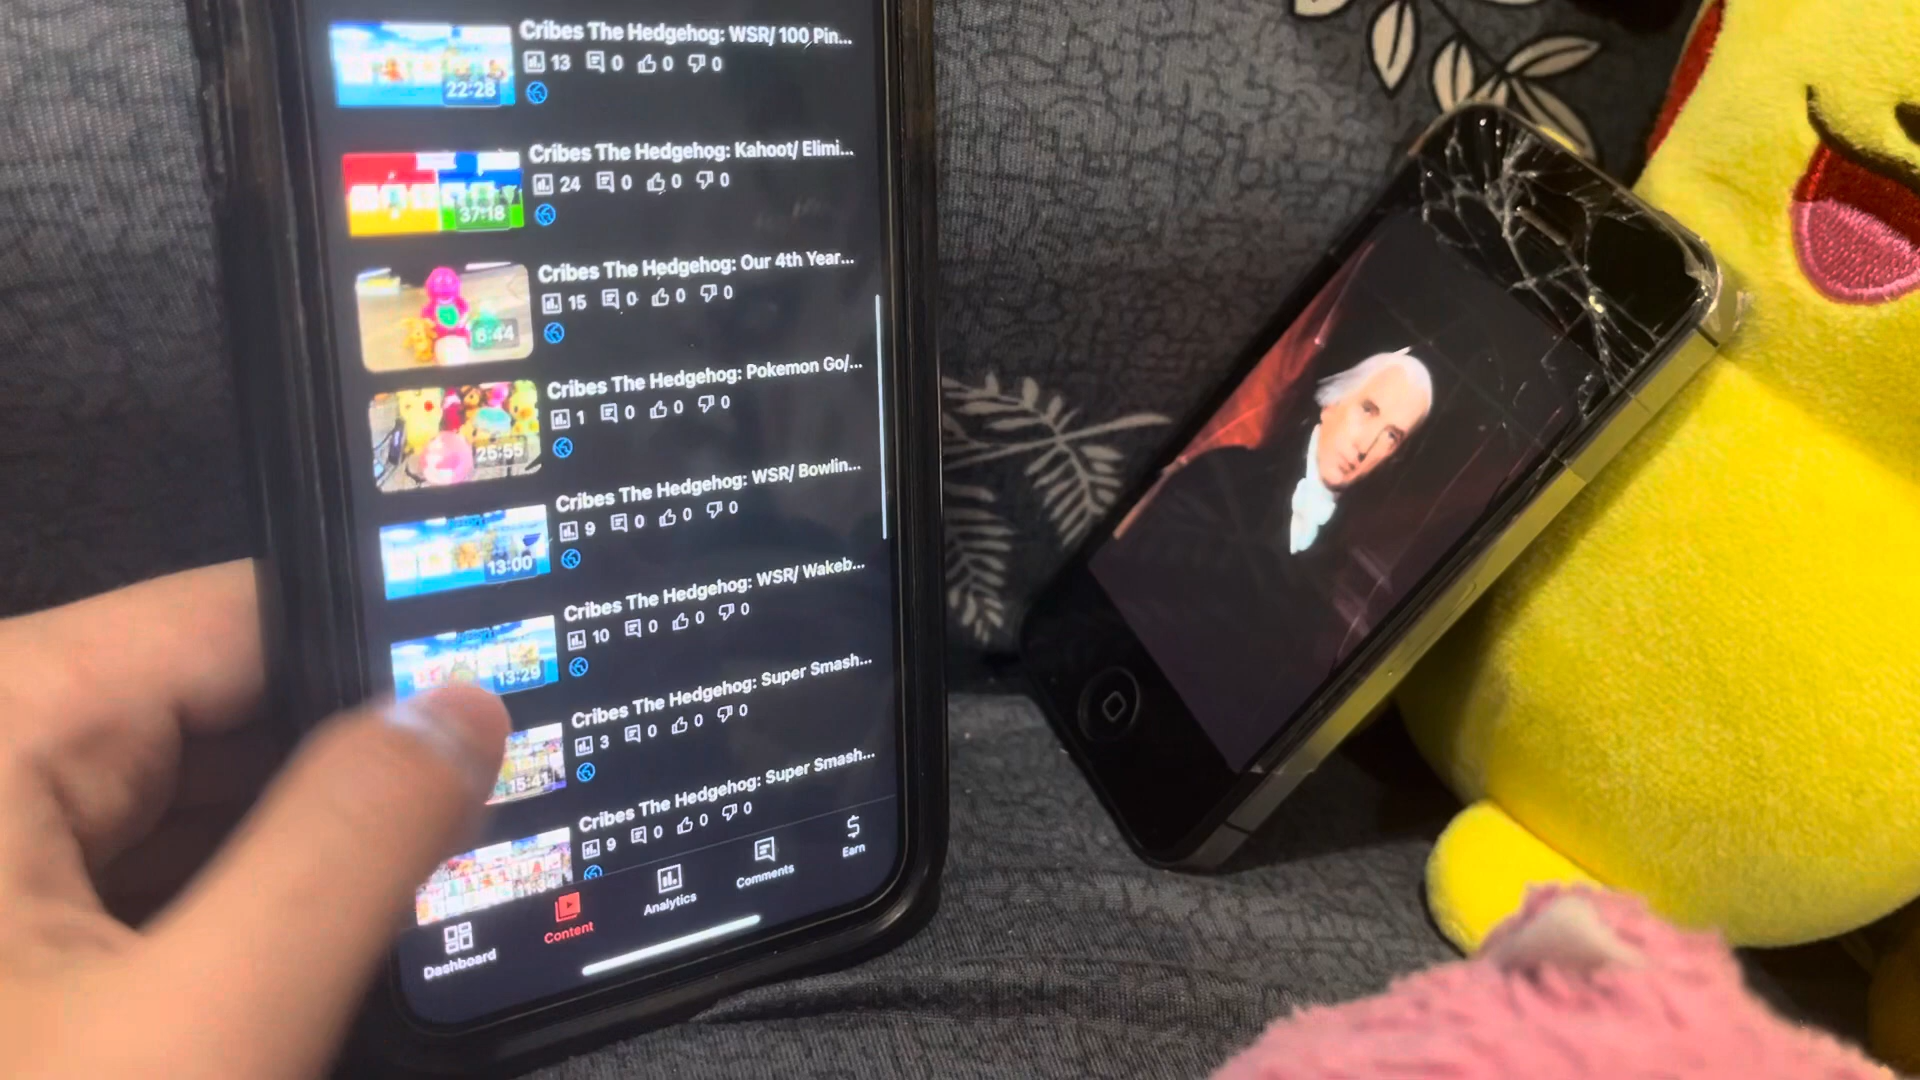 Cribes The Hedgehog: WSR/ 100 Pin...
13 0 0 0
22:28
Cribes The Hedgehog: Kahoot/ Elimi...
24 0 0 0
37:18
Cribes The Hedgehog: Our 4th Year...
15 0 0 0
6:44
Cribes The Hedgehog: Pokemon Go/...
1 0 0 0
25:55
Cribes The Hedgehog: WSR/ Bowlin...
9 0 0 0
13:00
Cribes The Hedgehog: WSR/ Wakeb...
10 0 0 0
13:29
Cribes The Hedgehog: Super Smash...
3 0 0 0
15:41
Cribes The Hedgehog: Super Smash...
9 0 0 0
Dashboard Content Analytics Comments Earn